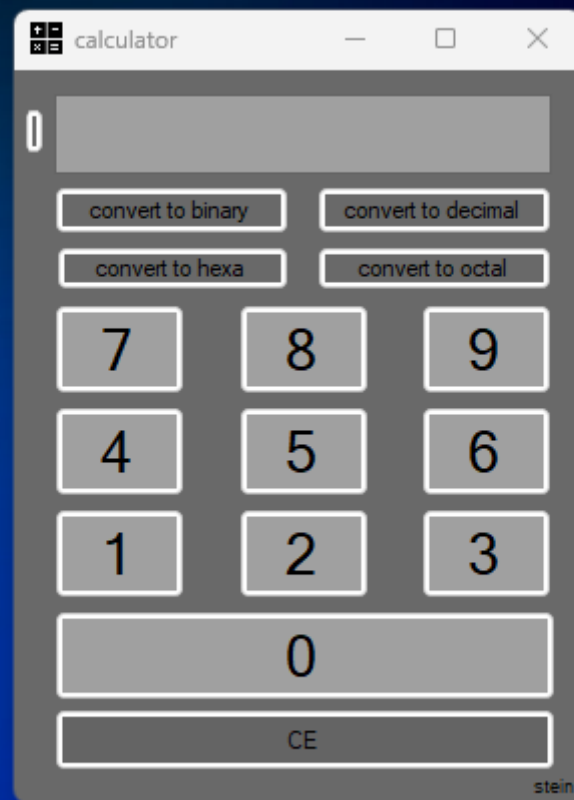 calculator
convert to binary convert to decimal
convert to hexa convert to octal
7 8 9
4 5 6
1 2 3
0
CE
stein